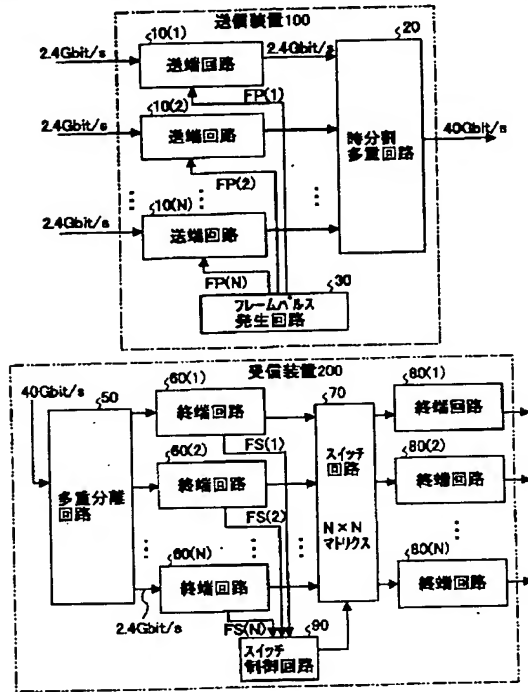 送信装置100
10(1)
20
2.4Gbit/s
2.4Gbit/s
送端回路
10(2)
FP(1)
2.4Gbit/s
送端回路
時分割
多重回路
40Gbit/s
FP(2)
10(N)
2.4Gbit/s
送端回路
FP(N)
30
フレームパルス
発生回路
受信装置200
40Gbit/s
50
60(1)
70
80(1)
終端回路
終端回路
FS(1)
60(2)
スイッチ
回路
80(2)
多重分離
回路
終端回路
終端回路
FS(2)
N×N
マトリクス
60(N)
80(N)
終端回路
終端回路
2.4Gbit/s
FS(N)
90
スイッチ
制御回路